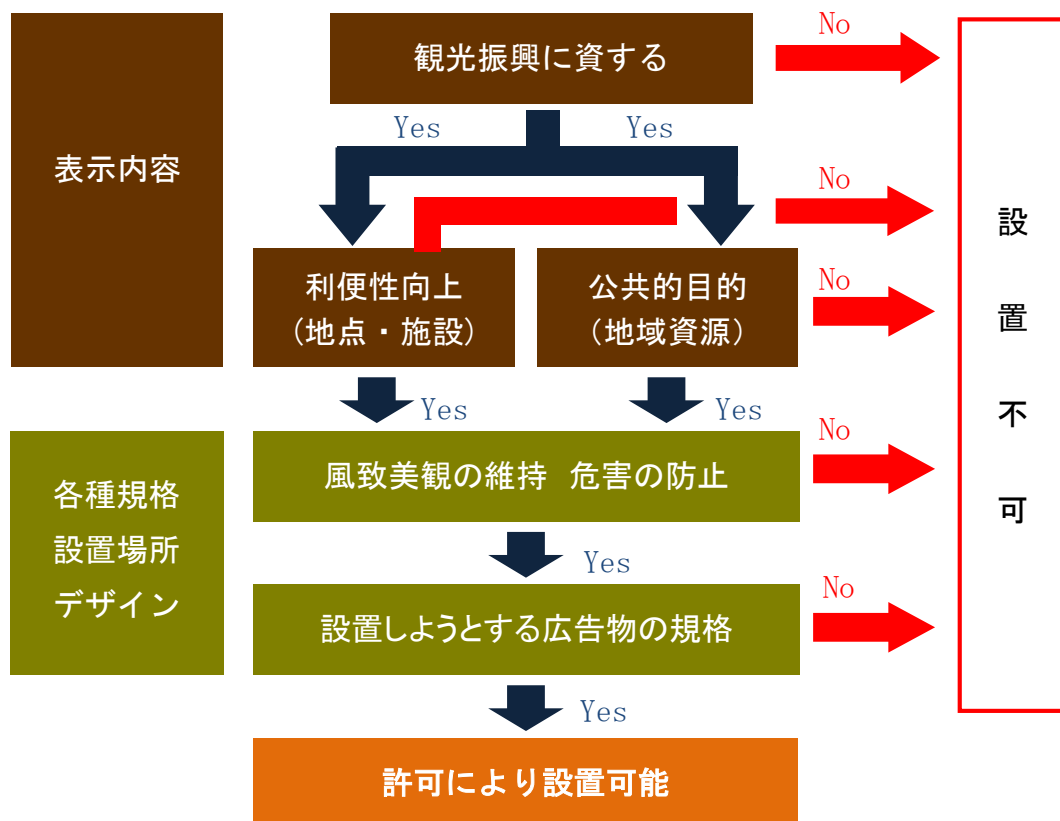 表示内容
観光振興に資する
No
Yes
Yes
No
利便性向上
(地点・施設)
公共的目的
(地域資源)
No
Yes
Yes
各種規格
設置場所
デザイン
風致美観の維持 危害の防止
No
Yes
設置しようとする広告物の規格
No
Yes
許可により設置可能
設置不可